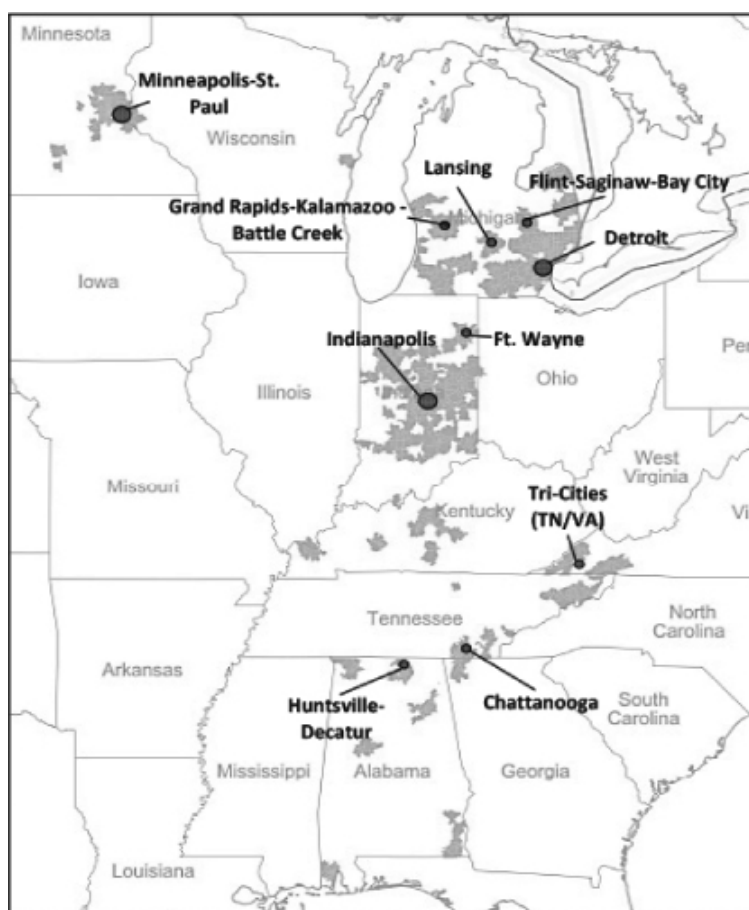 Minnesota
Minneapolis-St.
Paul
Wisconsin
Lansing
Flint-Saginaw-Bay City
Grand Rapids-Kalamazoo -
Battle Creek
Michigan
Detroit
Iowa
Indianapolis
Ft. Wayne
Illinois
Ohio
Pe
West
Virginia
Missouri
Kentucky
Tri-Cities
(TN/VA)
Vi
Tennessee
North
Carolina
Arkansas
Huntsville-
Decatur
Chattanooga
South
Carolina
Mississippi
Alabama
Georgia
Louisiana